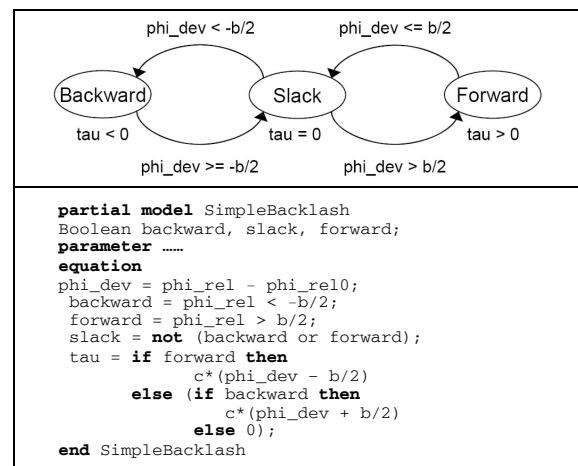 phi_dev < -b/2 phi_dev <= b/2
Backward Slack Forward
tau < 0 tau = 0 tau > 0
phi_dev >= -b/2 phi_dev > b/2
partial model SimpleBacklash
Boolean backward, slack, forward;
parameter ……
equation
phi_dev = phi_rel - phi_rel0;
backward = phi_rel < -b/2;
forward = phi_rel > b/2;
slack = not (backward or forward);
tau = if forward then
c*(phi_dev – b/2)
else (if backward then
c*(phi_dev + b/2)
else 0);
end SimpleBacklash